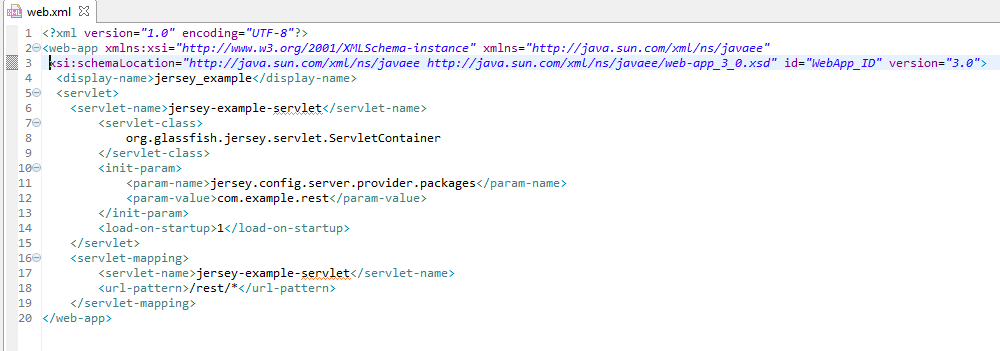 web.xml
1 <?xml version="1.0" encoding="UTF-8"?>
2 <web-app xmlns:xsi="http://www.w3.org/2001/XMLSchema-instance" xmlns="http://java.sun.com/xml/ns/javaee"
3 xsi:schemaLocation="http://java.sun.com/xml/ns/javaee http://java.sun.com/xml/ns/javaee/web-app_3_0.xsd" id="WebApp_ID" version="3.0">
4 <display-name>jersey_example</display-name>
5 <servlet>
6 <servlet-name>jersey-example-servlet</servlet-name>
7 <servlet-class>
8 org.glassfish.jersey.servlet.ServletContainer
9 </servlet-class>
10 <init-param>
11 <param-name>jersey.config.server.provider.packages</param-name>
12 <param-value>com.example.rest</param-value>
13 </init-param>
14 <load-on-startup>1</load-on-startup>
15 </servlet>
16 <servlet-mapping>
17 <servlet-name>jersey-example-servlet</servlet-name>
18 <url-pattern>/rest/*</url-pattern>
19 </servlet-mapping>
20 </web-app>